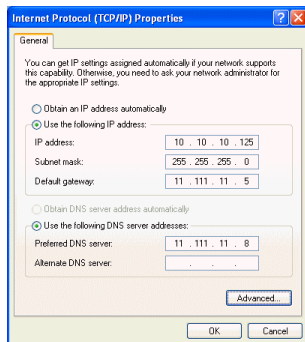 Internet Protocol (TCP/IP) Properties
General
You can get IP settings assigned automatically if your network supports
this capability. Otherwise, you need to ask your network administrator for
the appropriate IP settings.
Obtain an IP address automatically
Use the following IP address:
IP address: 10 . 10 . 10 . 125
Subnet mask: 255 . 255 . 255 . 0
Default gateway: 11 . 111 . 11 . 5
Obtain DNS server address automatically
Use the following DNS server addresses:
Preferred DNS server: 11 . 111 . 11 . 8
Alternate DNS server: . . .
Advanced...
OK Cancel